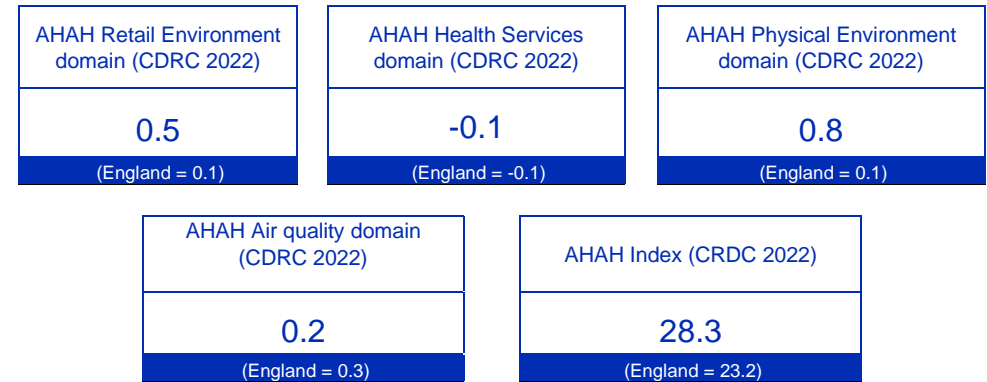 AHAH Retail Environment
domain (CDRC 2022)
0.5
(England = 0.1)
AHAH Health Services
domain (CDRC 2022)
-0.1
(England = -0.1)
AHAH Physical Environment
domain (CDRC 2022)
0.8
(England = 0.1)
AHAH Air quality domain
(CDRC 2022)
0.2
(England = 0.3)
AHAH Index (CRDC 2022)
28.3
(England = 23.2)